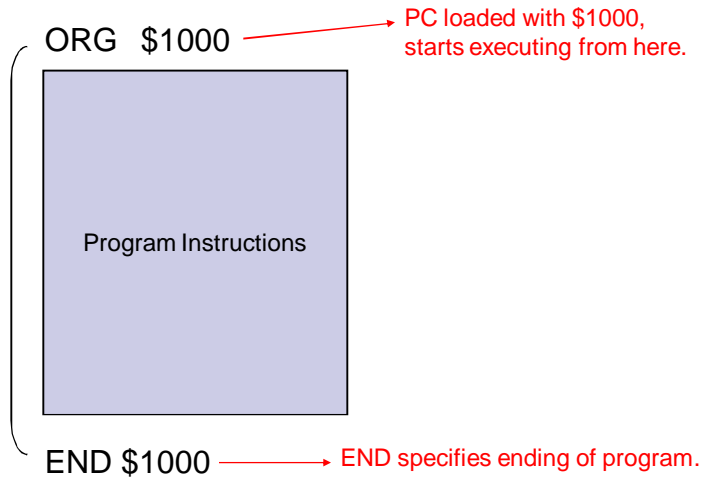 ORG $1000
PC loaded with $1000,
starts executing from here.
Program Instructions
END $1000
END specifies ending of program.